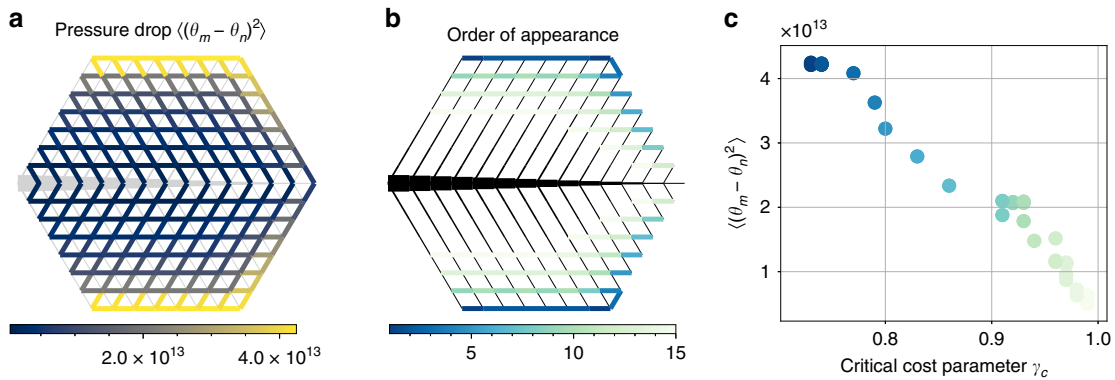 a
Pressure drop ⟨(θm − θn)²⟩
2.0 × 10¹³
4.0 × 10¹³
b
Order of appearance
5
10
15
c
×10¹³
4
3
2
1
⟨(θm − θn)²⟩
0.8
0.9
1.0
Critical cost parameter γc